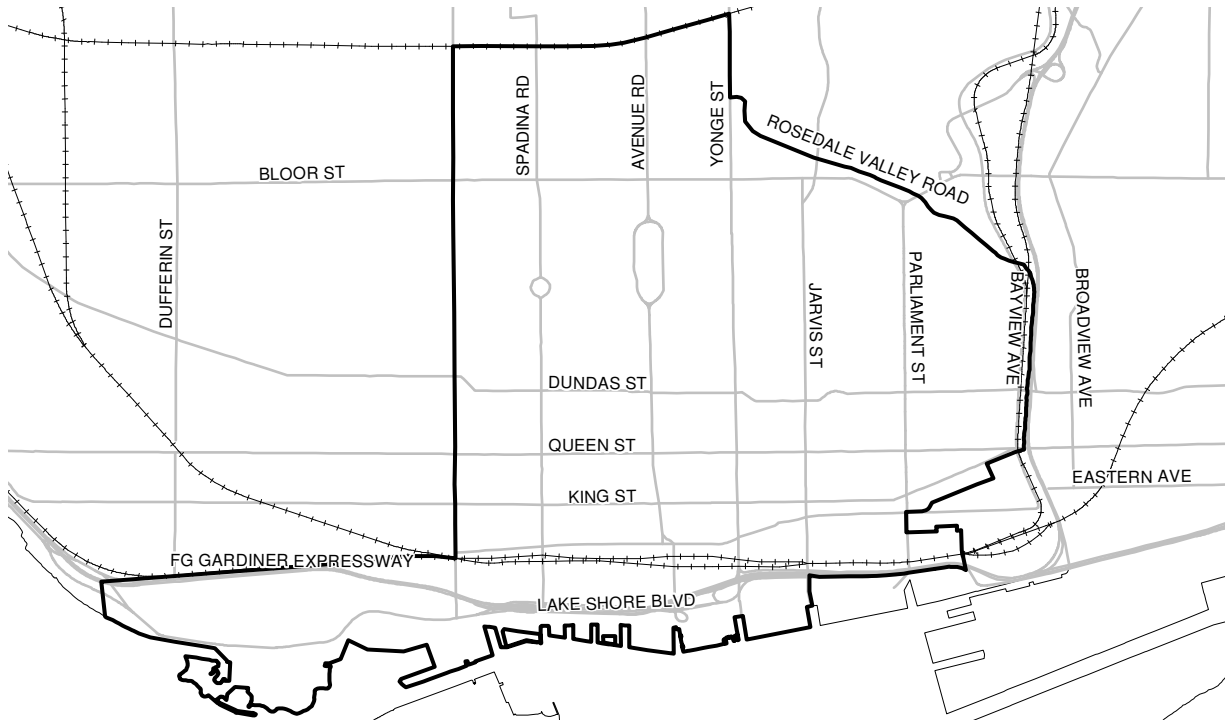 SPADINA RD
AVENUE RD
YONGE ST
ROSEDALE VALLEY ROAD
BLOOR ST
DUFFERIN ST
PARLIAMENT ST
BAYVIEW AVE
BROADVIEW AVE
JARVIS ST
DUNDAS ST
QUEEN ST
EASTERN AVE
KING ST
FG GARDINER EXPRESSWAY
LAKE SHORE BLVD